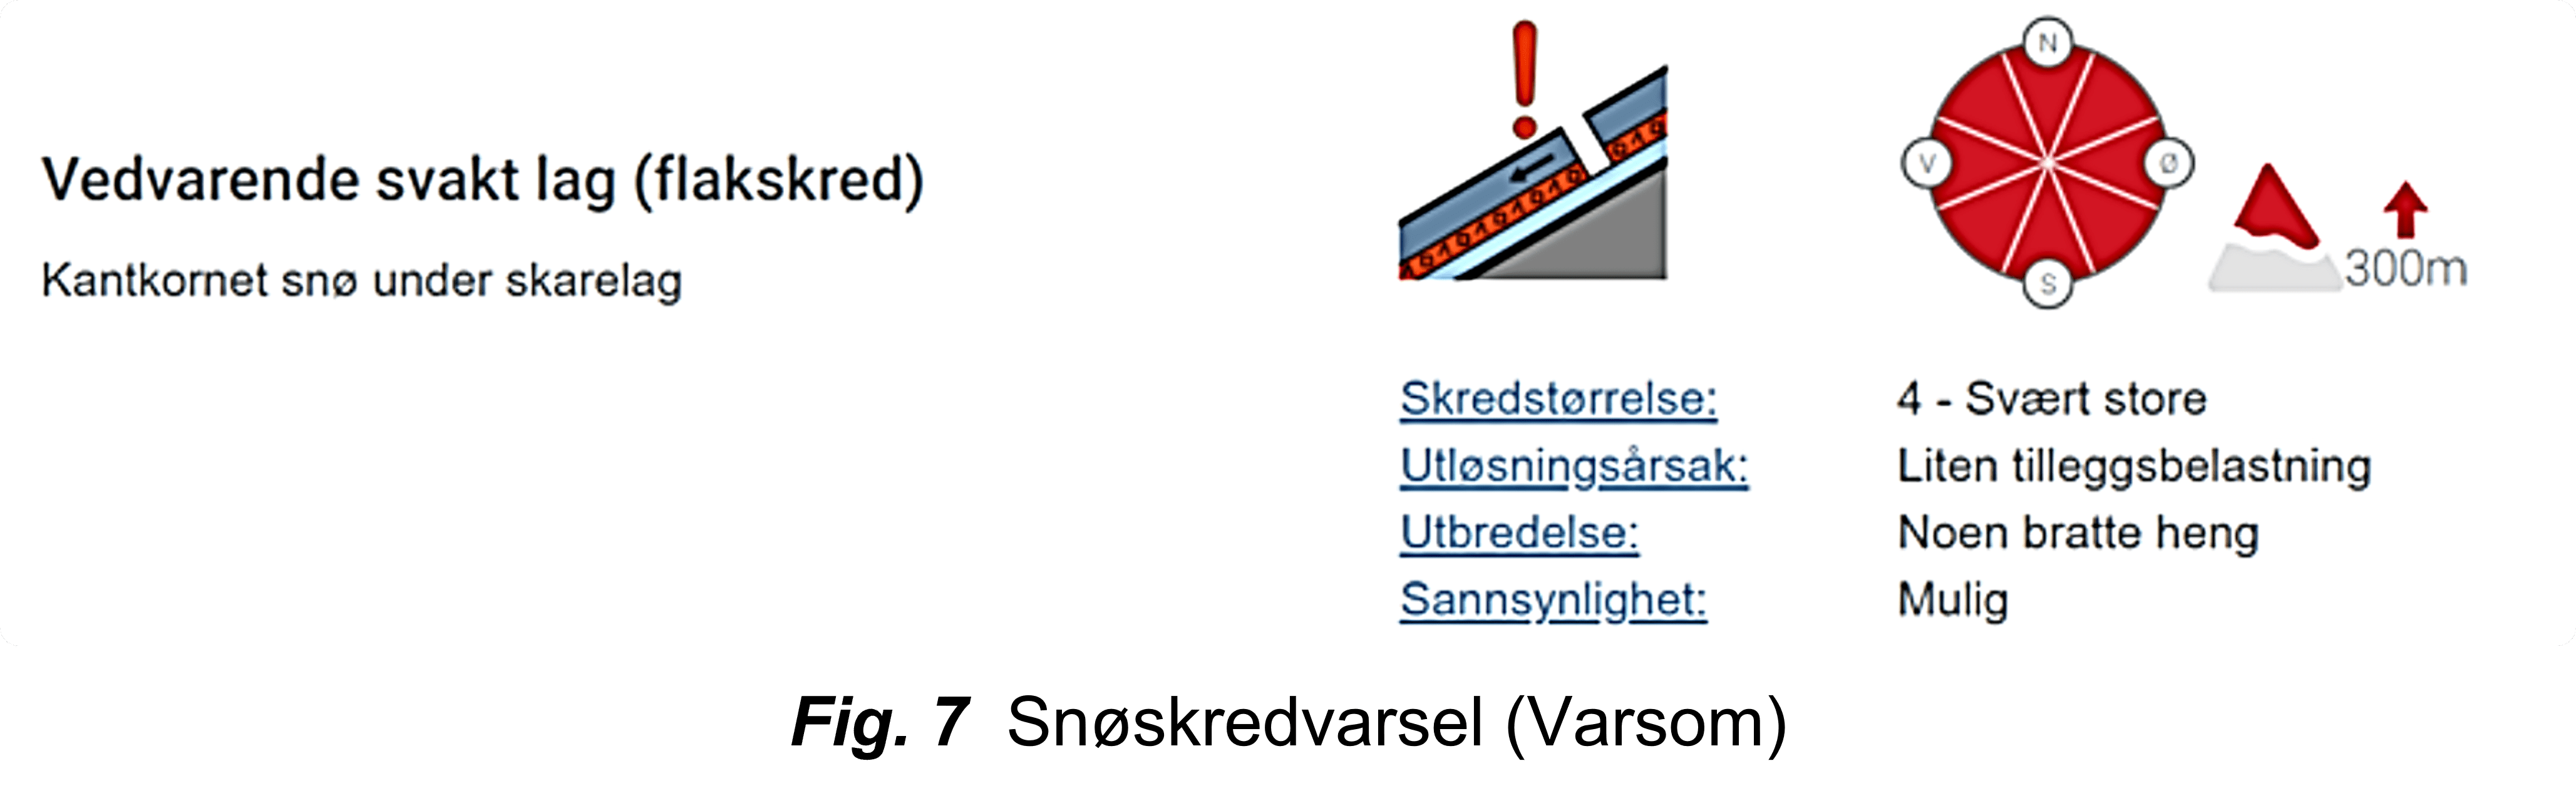 Vedvarende svakt lag (flakskred)
Kantkornet snø under skarelag
N
V
Ø
S
300m
Skredstørrelse: 4 - Svært store
Utløsningsårsak: Liten tilleggsbelastning
Utbredelse: Noen bratte heng
Sannsynlighet: Mulig
Fig. 7 Snøskredvarsel (Varsom)